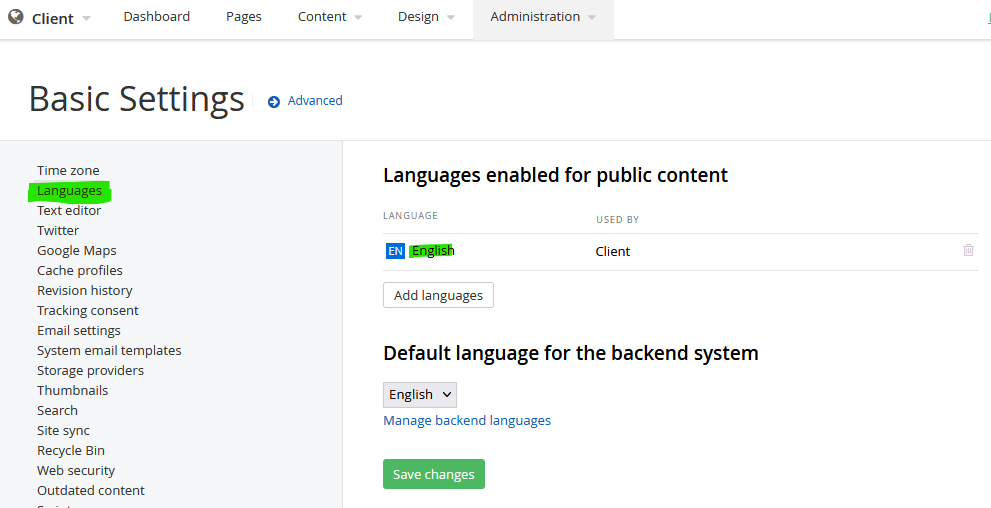 Client Dashboard Pages Content Design Administration
Basic Settings Advanced
Time zone
Languages
Text editor
Twitter
Google Maps
Cache profiles
Revision history
Tracking consent
Email settings
System email templates
Storage providers
Thumbnails
Search
Site sync
Recycle Bin
Web security
Outdated content
Languages enabled for public content
LANGUAGE USED BY
EN English Client
Add languages
Default language for the backend system
English
Manage backend languages
Save changes